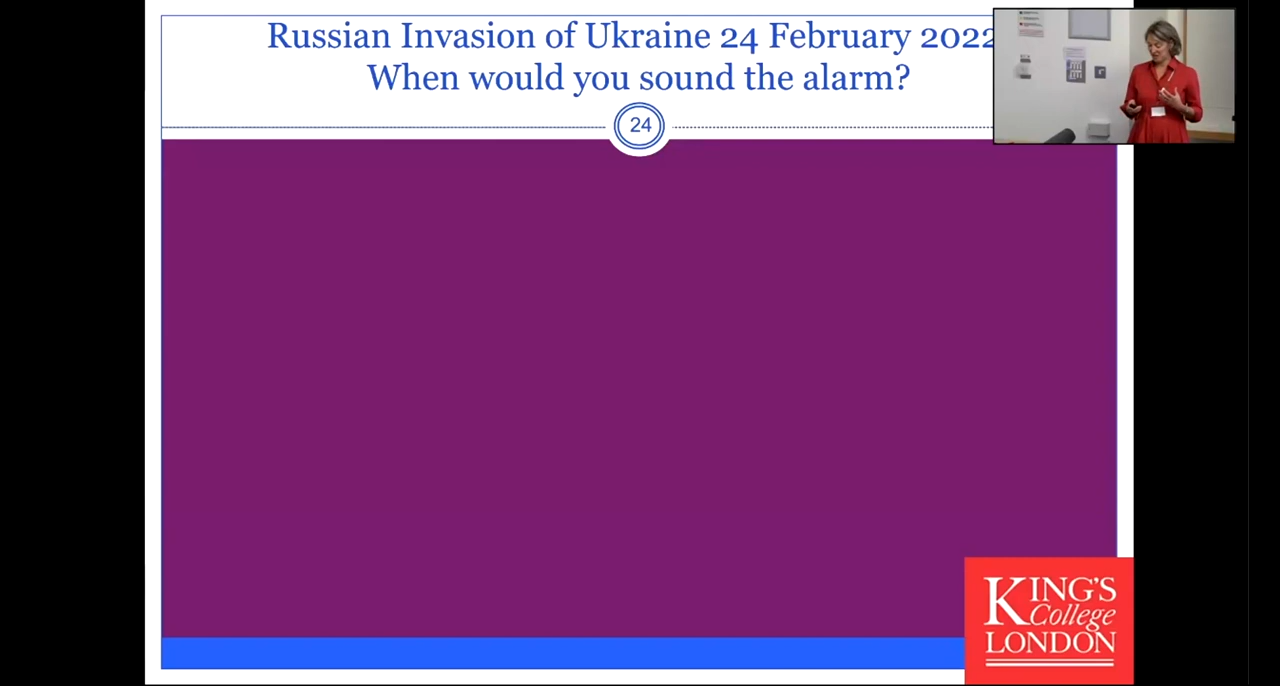 Russian Invasion of Ukraine 24 February 2022
When would you sound the alarm?
24
KING'S
College
LONDON